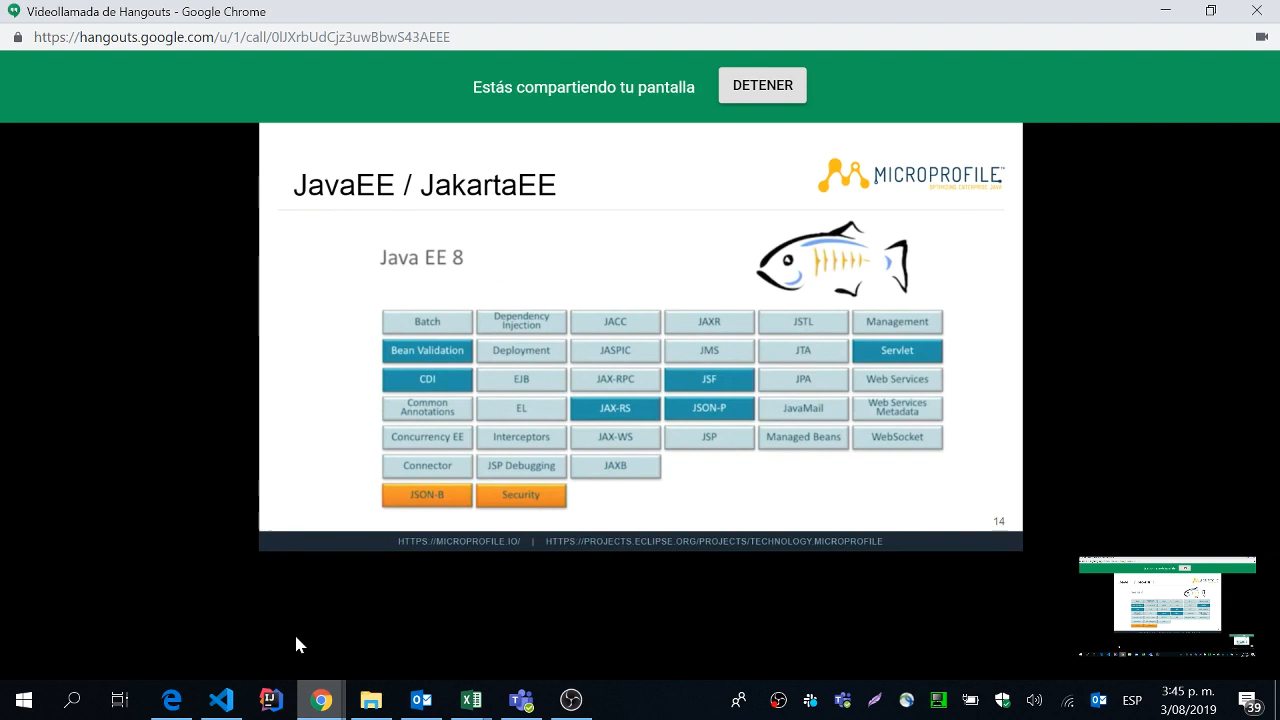 Videollamada de Hangouts - Google Chrome
https://hangouts.google.com/u/1/call/0lJXrbUdCjz3uwBbwS43AEEE
Estás compartiendo tu pantalla
DETENER
JavaEE / JakartaEE
MICROPROFILE™
OPTIMIZING ENTERPRISE JAVA
Java EE 8
Batch
Dependency
Injection
JACC
JAXR
JSTL
Management
Bean Validation
Deployment
JASPIC
JMS
JTA
Servlet
CDI
EJB
JAX-RPC
JSF
JPA
Web Services
Common
Annotations
EL
JAX-RS
JSON-P
JavaMail
Web Services
Metadata
Concurrency EE
Interceptors
JAX-WS
JSP
Managed Beans
WebSocket
Connector
JSP Debugging
JAXB
JSON-B
Security
14
HTTPS://MICROPROFILE.IO/ | HTTPS://PROJECTS.ECLIPSE.ORG/PROJECTS/TECHNOLOGY.MICROPROFILE
ESP
3:45 p. m.
3/08/2019
39